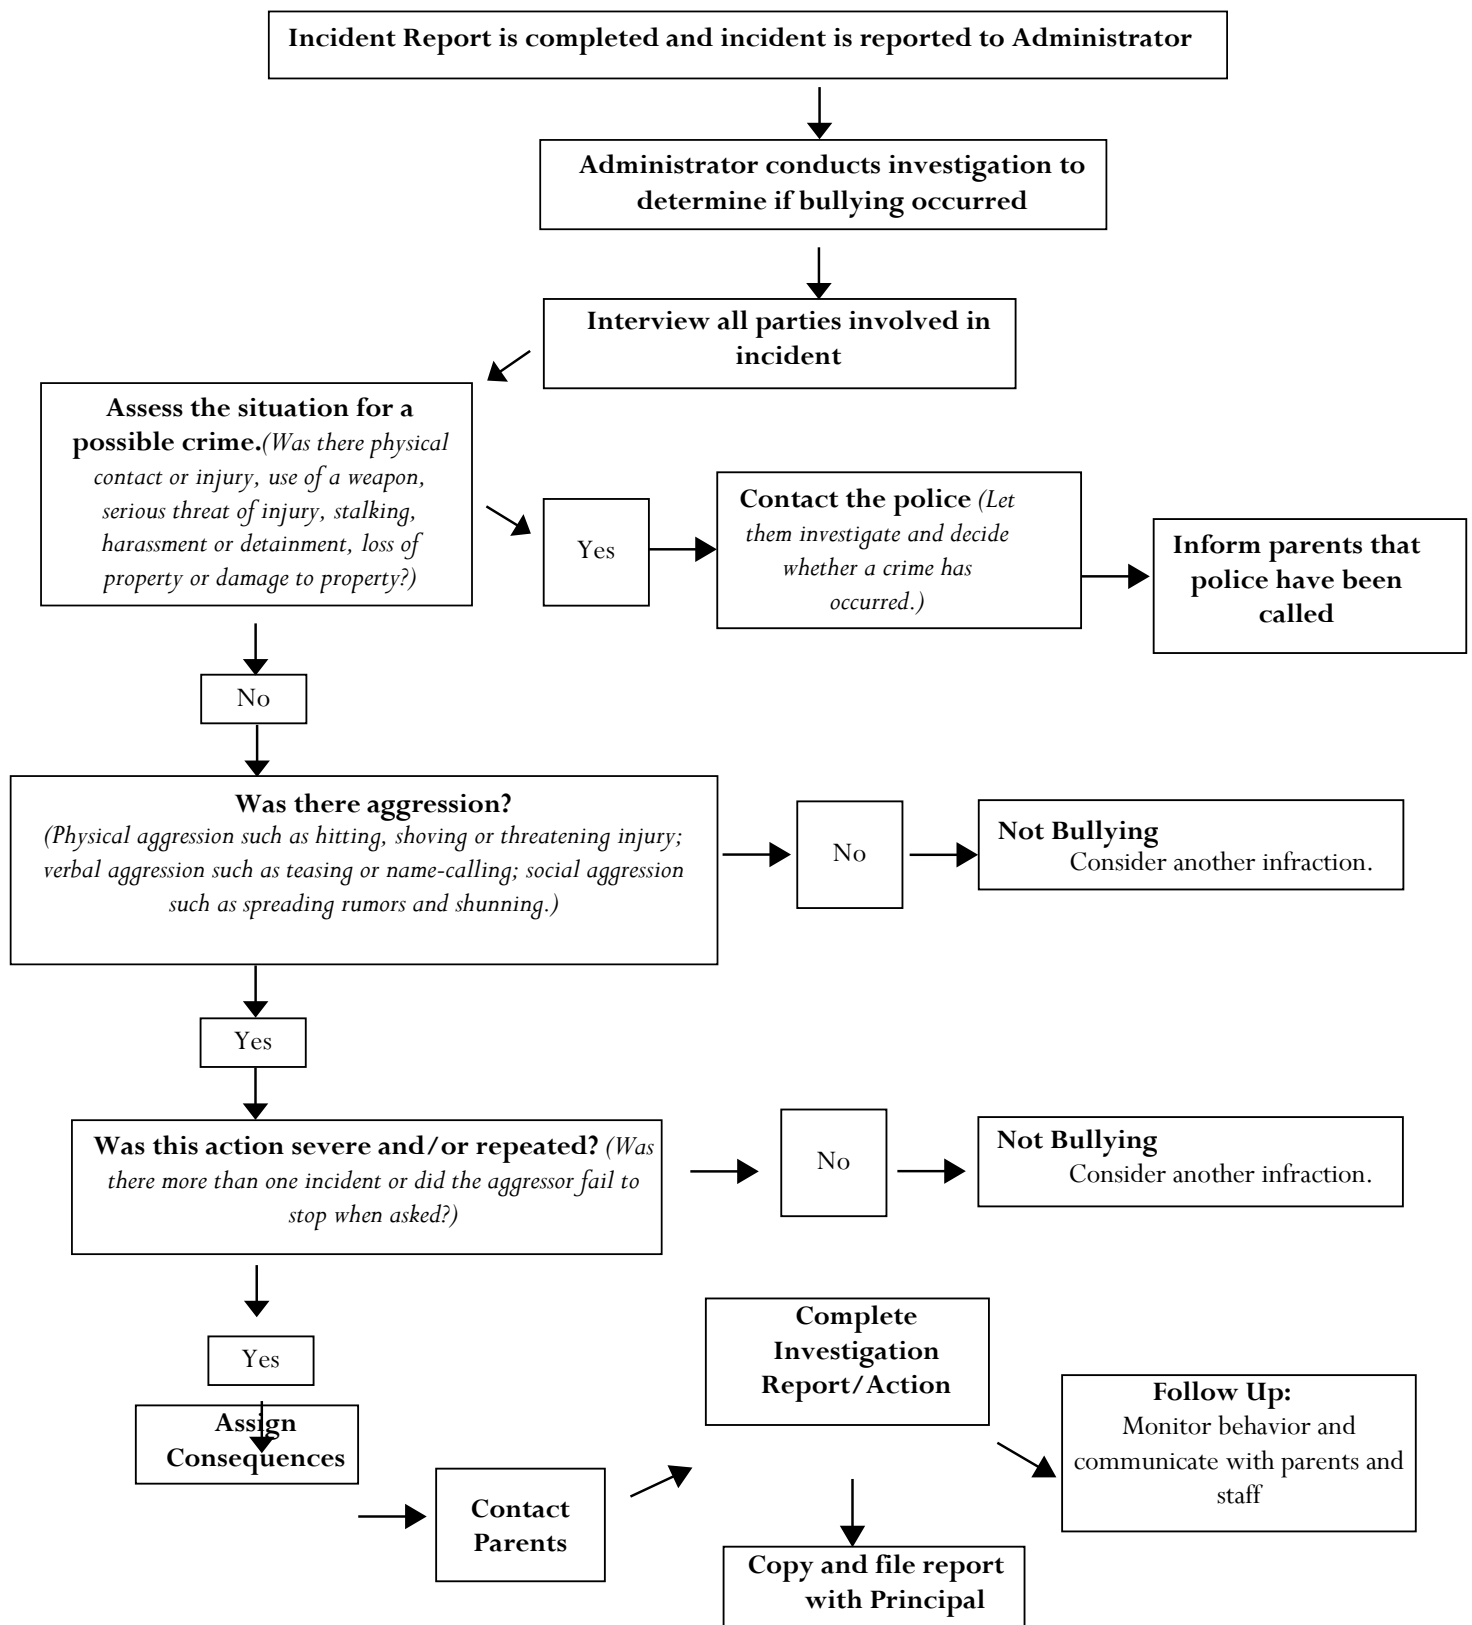 Incident Report is completed and incident is reported to Administrator
Administrator conducts investigation to
determine if bullying occurred
Interview all parties involved in
incident
Assess the situation for a
possible crime.(Was there physical
contact or injury, use of a weapon,
serious threat of injury, stalking,
harassment or detainment, loss of
property or damage to property?)
Yes
Contact the police (Let
them investigate and decide
whether a crime has
occurred.)
Inform parents that
police have been
called
No
Was there aggression?
(Physical aggression such as hitting, shoving or threatening injury;
verbal aggression such as teasing or name-calling; social aggression
such as spreading rumors and shunning.)
No
Not Bullying
Consider another infraction.
Yes
Was this action severe and/or repeated? (Was
there more than one incident or did the aggressor fail to
stop when asked?)
No
Not Bullying
Consider another infraction.
Yes
Assign
Consequences
Contact
Parents
Complete
Investigation
Report/Action
Follow Up:
Monitor behavior and
communicate with parents and
staff
Copy and file report
with Principal